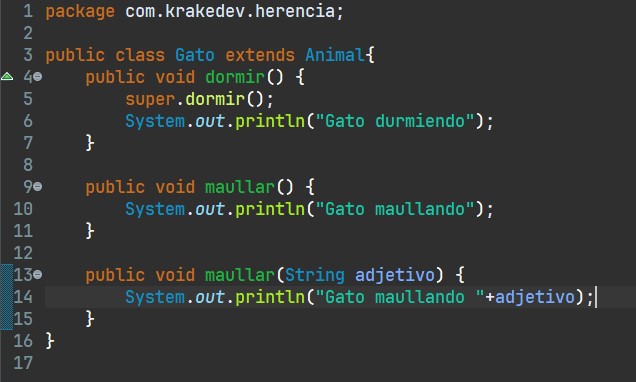 1 package com.krakedev.herencia;
2
3 public class Gato extends Animal{
4     public void dormir() {
5         super.dormir();
6         System.out.println("Gato durmiendo");
7     }
8
9     public void maullar() {
10         System.out.println("Gato maullando");
11     }
12
13     public void maullar(String adjetivo) {
14         System.out.println("Gato maullando "+adjetivo);
15     }
16 }
17